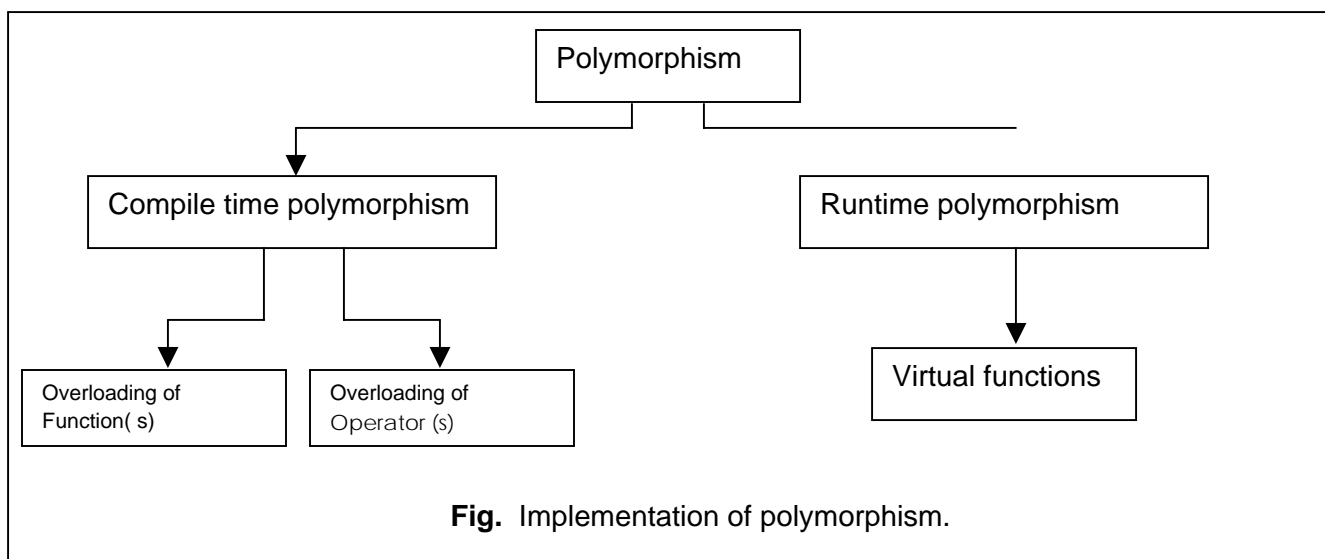 Polymorphism
Compile time polymorphism
Runtime polymorphism
Overloading of
Function( s)
Overloading of
Operator (s)
Virtual functions
Fig. Implementation of polymorphism.